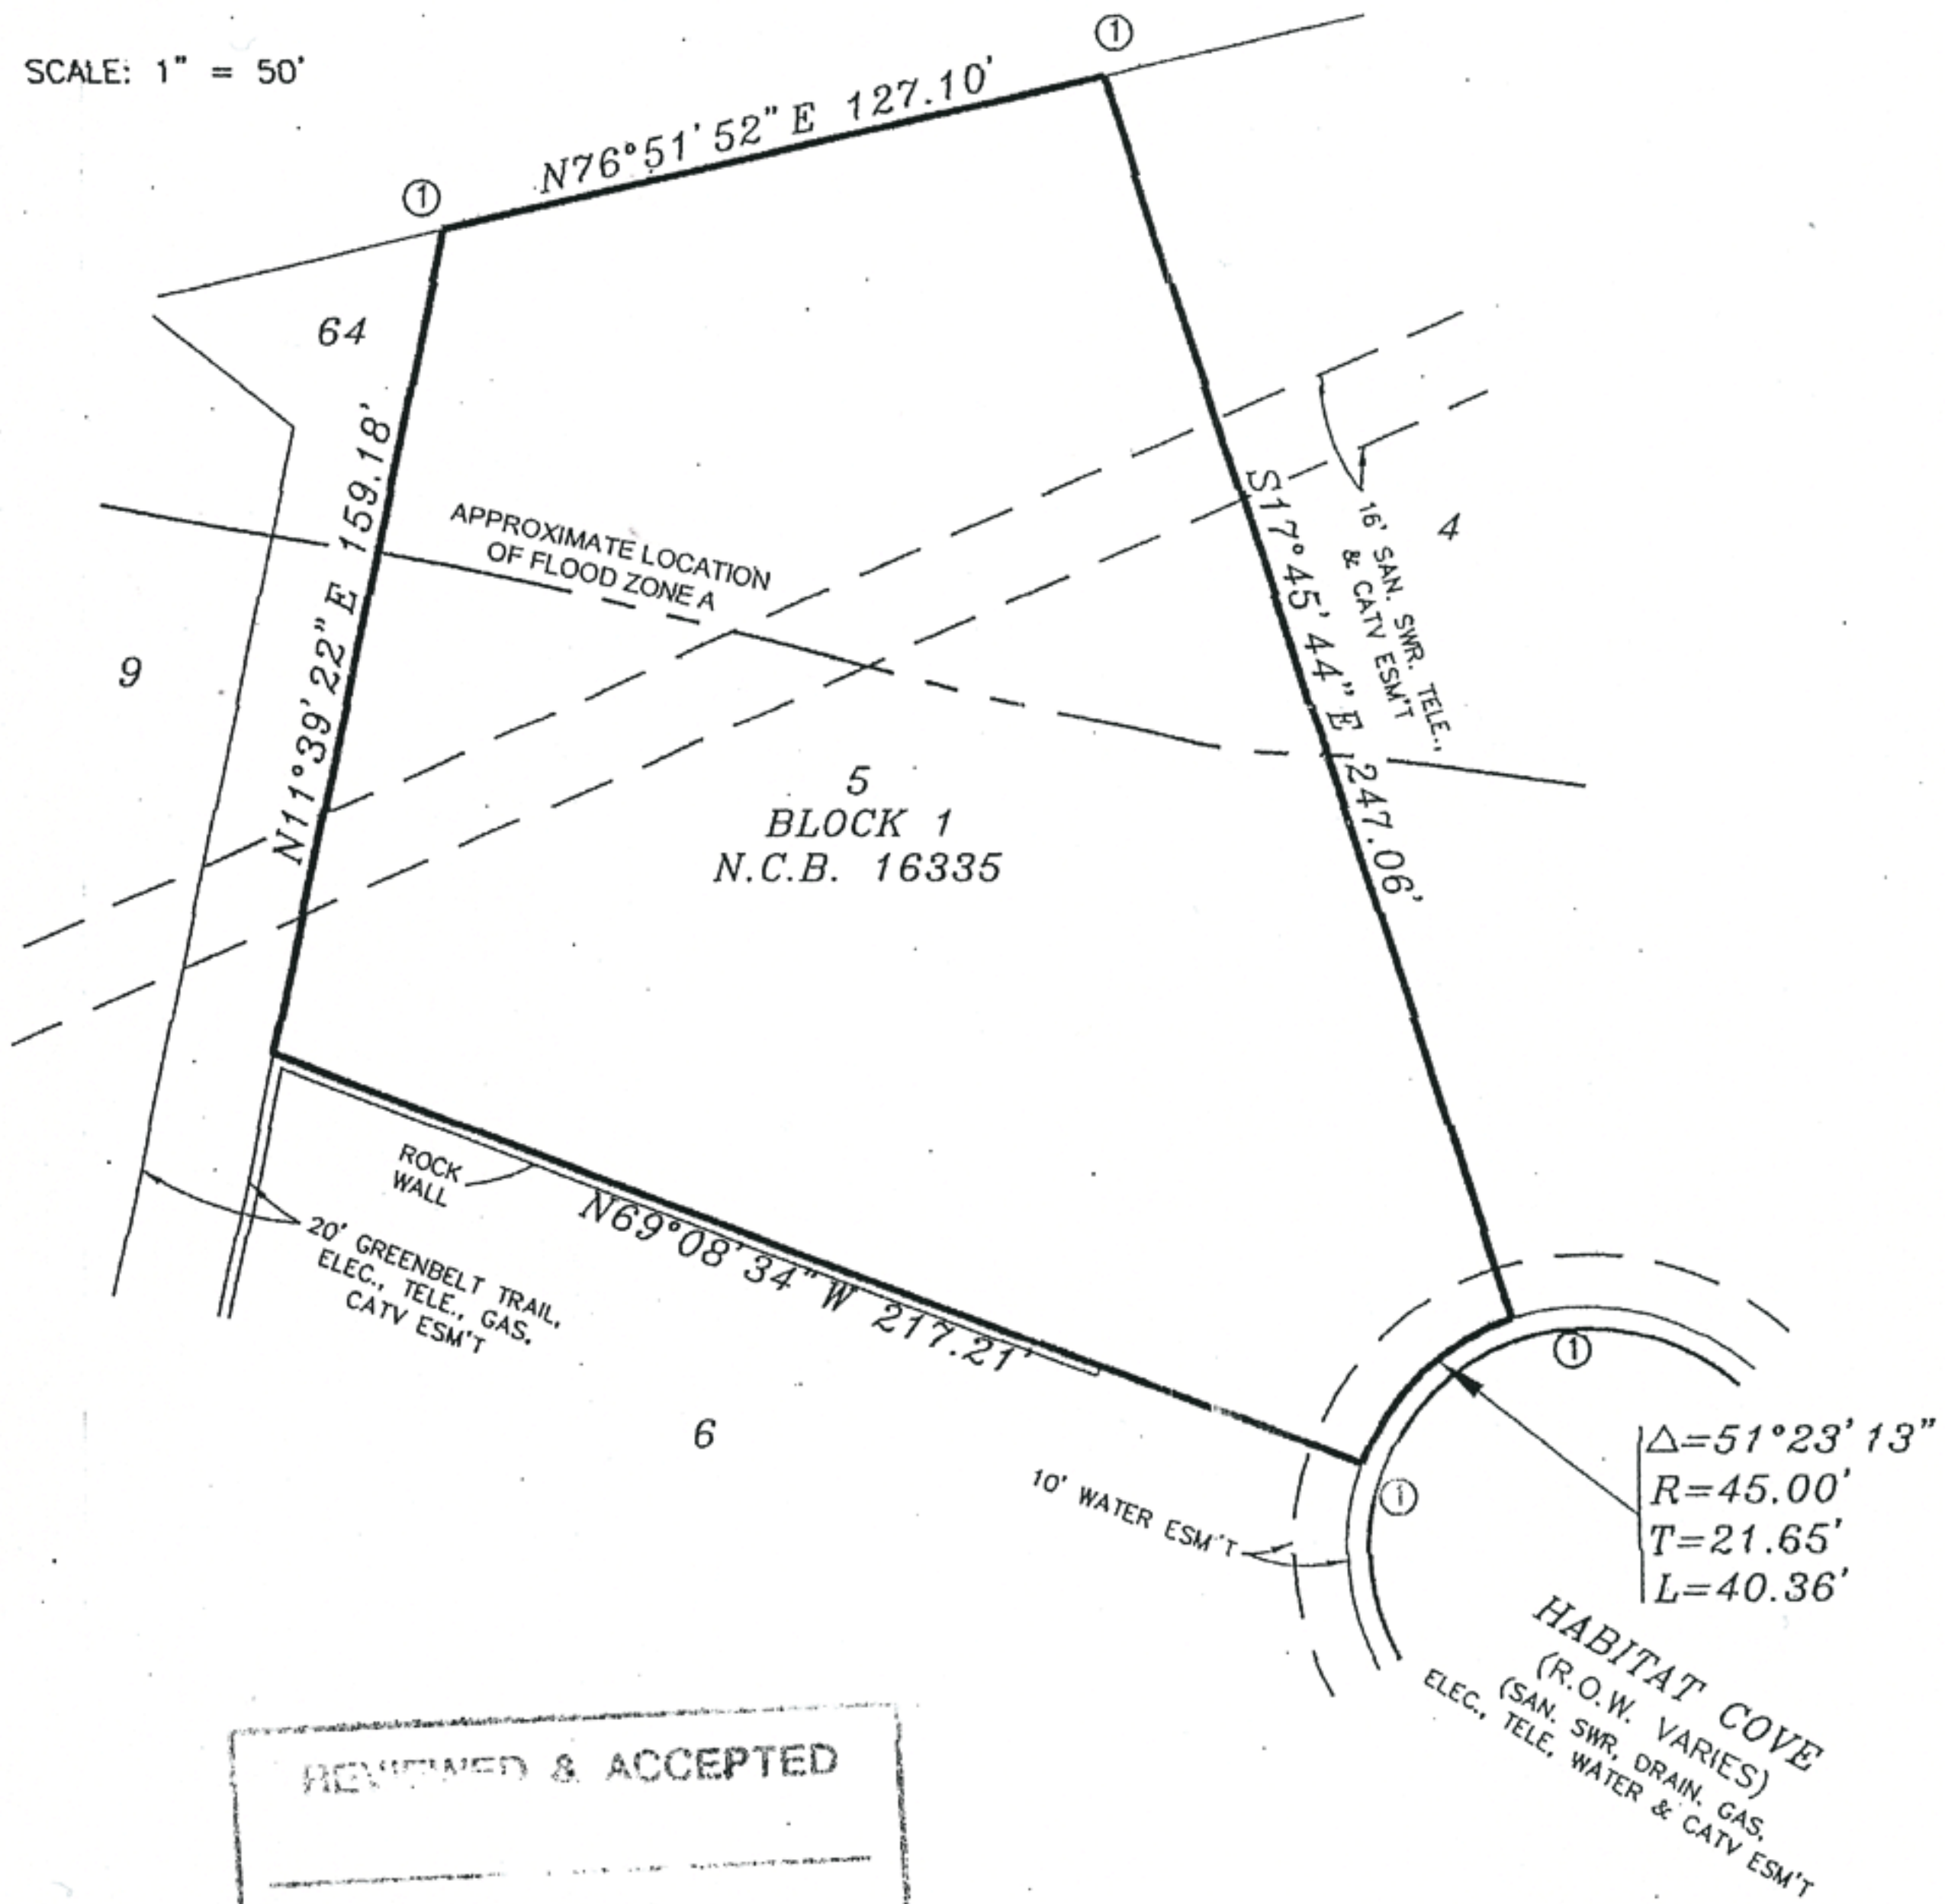 SCALE: 1" = 50'
①
N76°51'52"E 127.10'
①
64
N11°39'22"E 159.18'
APPROXIMATE LOCATION
OF FLOOD ZONE A
S17°45'44"E 247.06'
16' SAN. SWR. TELE.,
& CATV ESM'T
4
9
5
BLOCK 1
N.C.B. 16335
ROCK
WALL
N69°08'34"W 217.21'
20' GREENBELT TRAIL,
ELEC., TELE., GAS,
CATV ESM'T
6
①
①
10' WATER ESM'T
△=51°23'13"
R=45.00'
T=21.65'
L=40.36'
HABITAT COVE
(R.O.W. VARIES)
(SAN. SWR, DRAIN. GAS,
ELEC., TELE, WATER & CATV ESM'T
REVIEWED & ACCEPTED